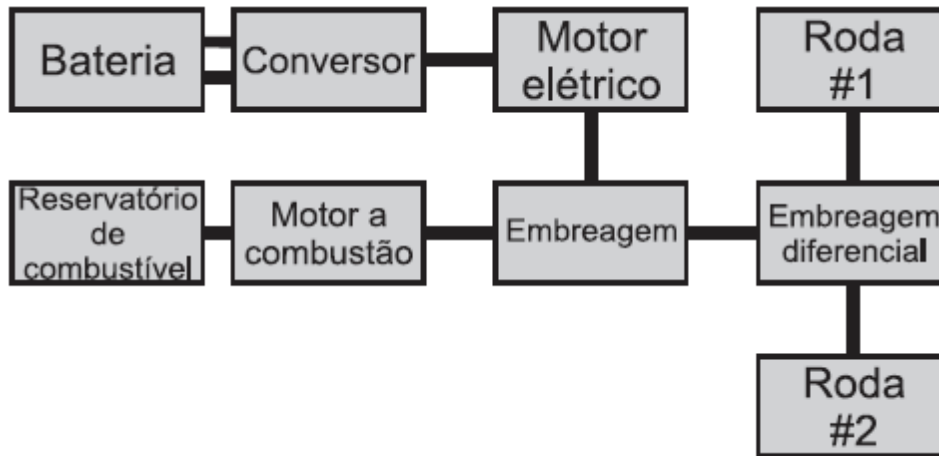 Bateria
Conversor
Motor
elétrico
Roda
#1
Reservatório
de
combustível
Motor a
combustão
Embreagem
Embreagem
diferencial
Roda
#2